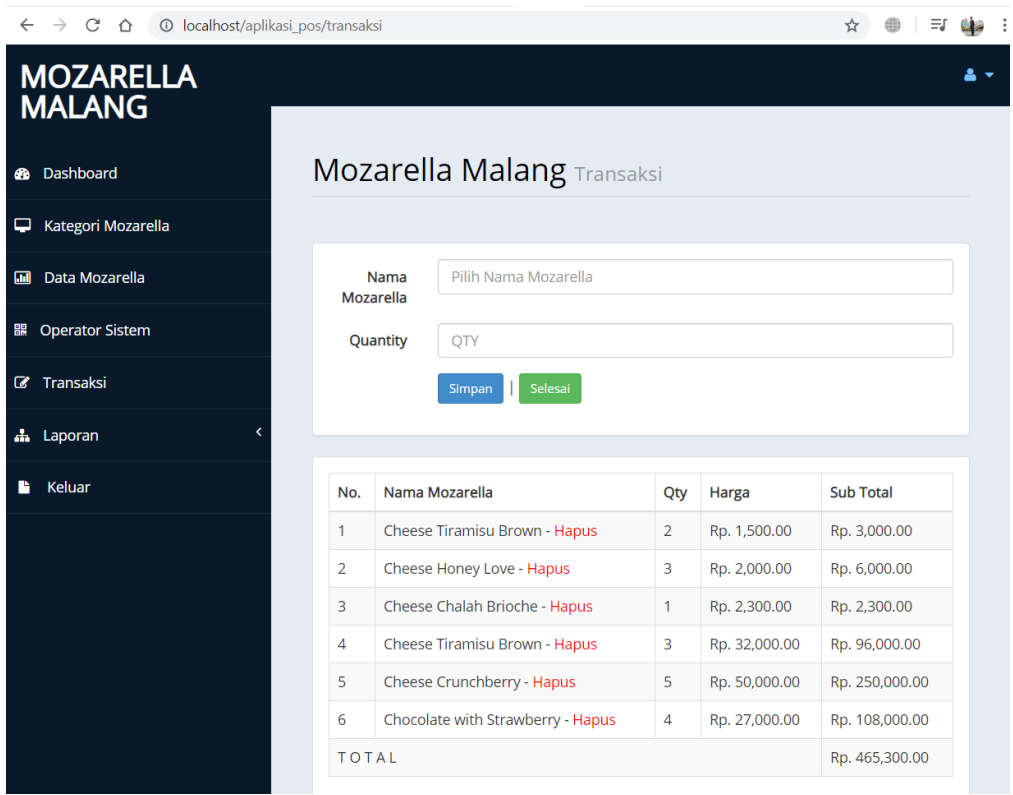 localhost/aplikasi_pos/transaksi
MOZARELLA
MALANG
Dashboard
Kategori Mozarella
Data Mozarella
Operator Sistem
Transaksi
Laporan
Keluar
Mozarella Malang Transaksi
Nama
Mozarella
Pilih Nama Mozarella
Quantity
QTY
Simpan | Selesai
No. Nama Mozarella Qty Harga Sub Total
1 Cheese Tiramisu Brown - Hapus 2 Rp. 1,500.00 Rp. 3,000.00
2 Cheese Honey Love - Hapus 3 Rp. 2,000.00 Rp. 6,000.00
3 Cheese Chalah Brioche - Hapus 1 Rp. 2,300.00 Rp. 2,300.00
4 Cheese Tiramisu Brown - Hapus 3 Rp. 32,000.00 Rp. 96,000.00
5 Cheese Crunchberry - Hapus 5 Rp. 50,000.00 Rp. 250,000.00
6 Chocolate with Strawberry - Hapus 4 Rp. 27,000.00 Rp. 108,000.00
T O T A L Rp. 465,300.00